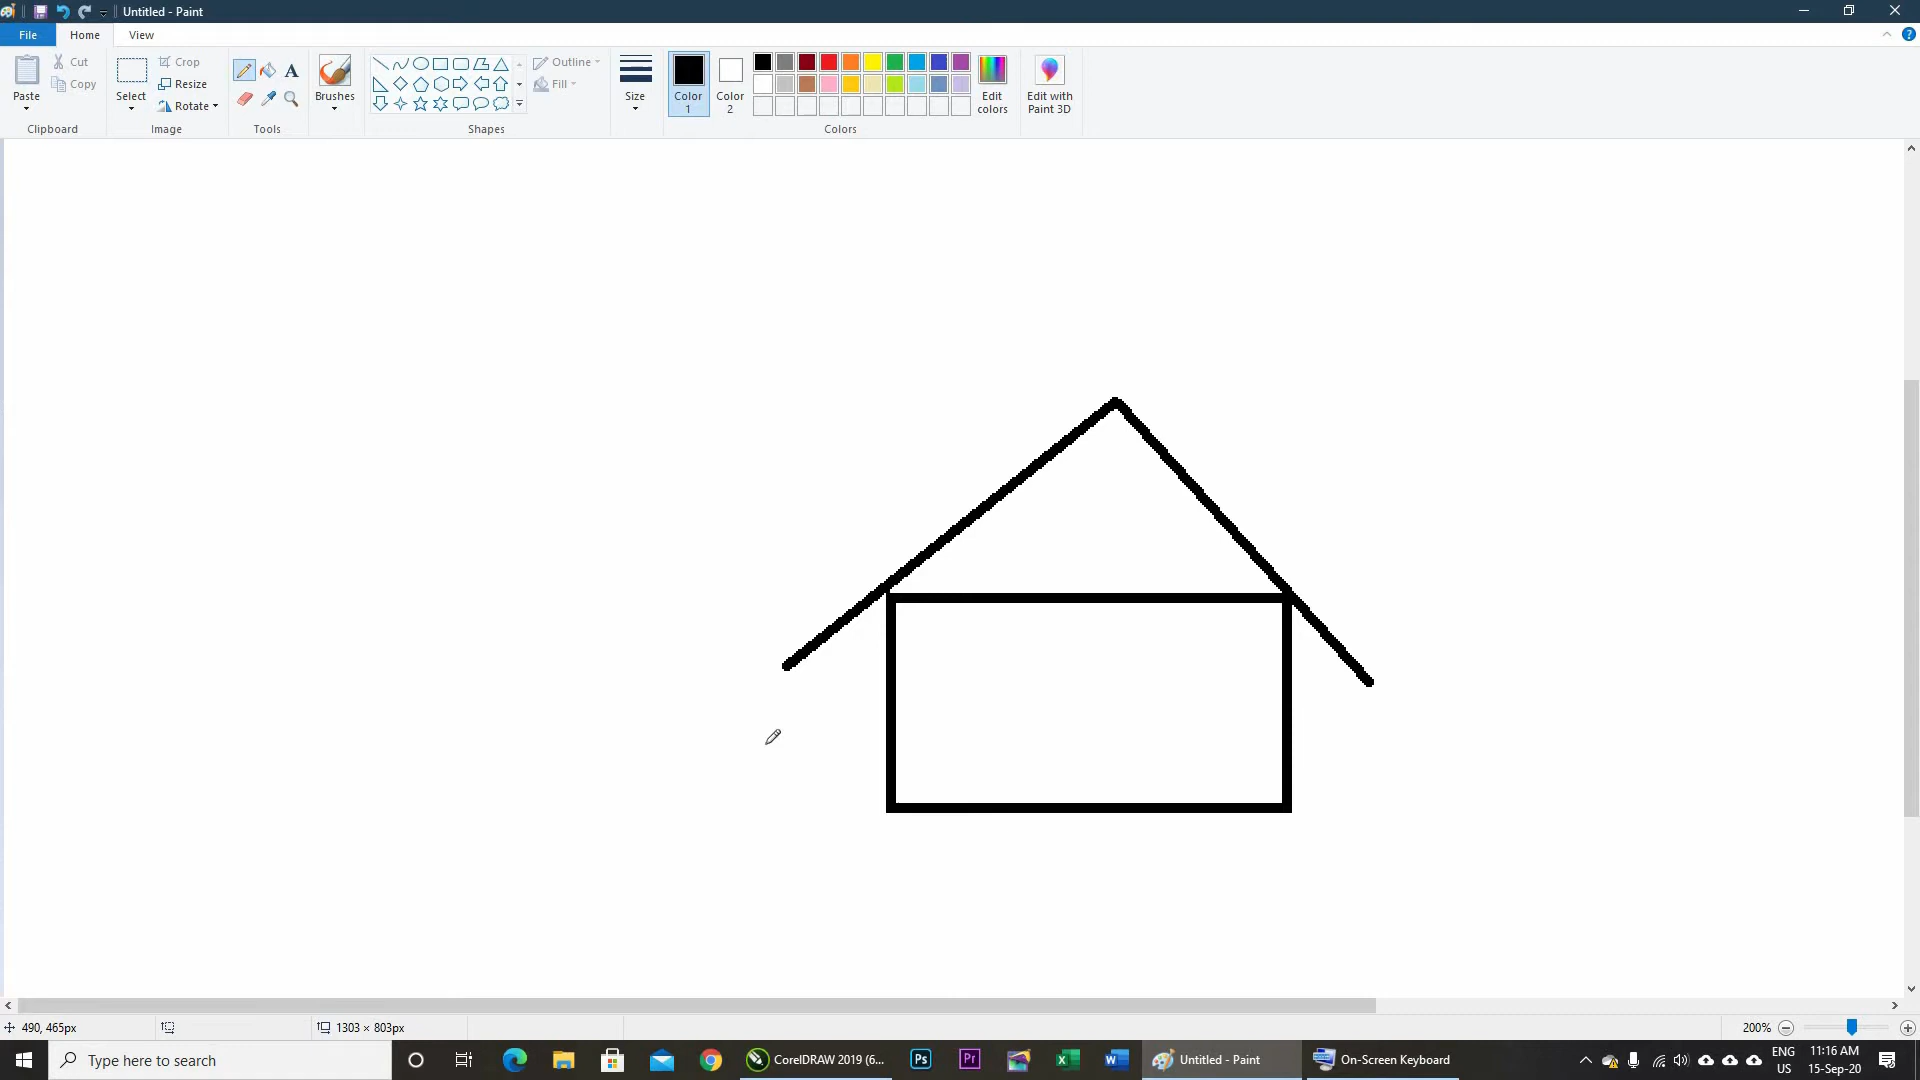 Untitled - Paint
File Home View
Paste
Cut
Copy
Clipboard
Select
Crop
Resize
Rotate
Image
A
Tools
Brushes
Outline
Fill
Shapes
Size
Color 1
Color 2
Colors
Edit colors
Edit with Paint 3D
490, 465px
1303 × 803px
200%
Type here to search
CorelDRAW 2019 (6...
Ps
Pr
Untitled - Paint
On-Screen Keyboard
ENG
US
11:16 AM
15-Sep-20